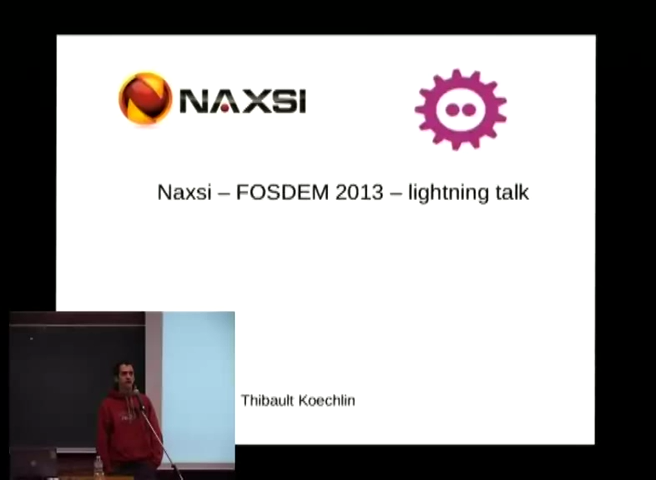 NAXSI
Naxsi – FOSDEM 2013 – lightning talk
Thibault Koechlin